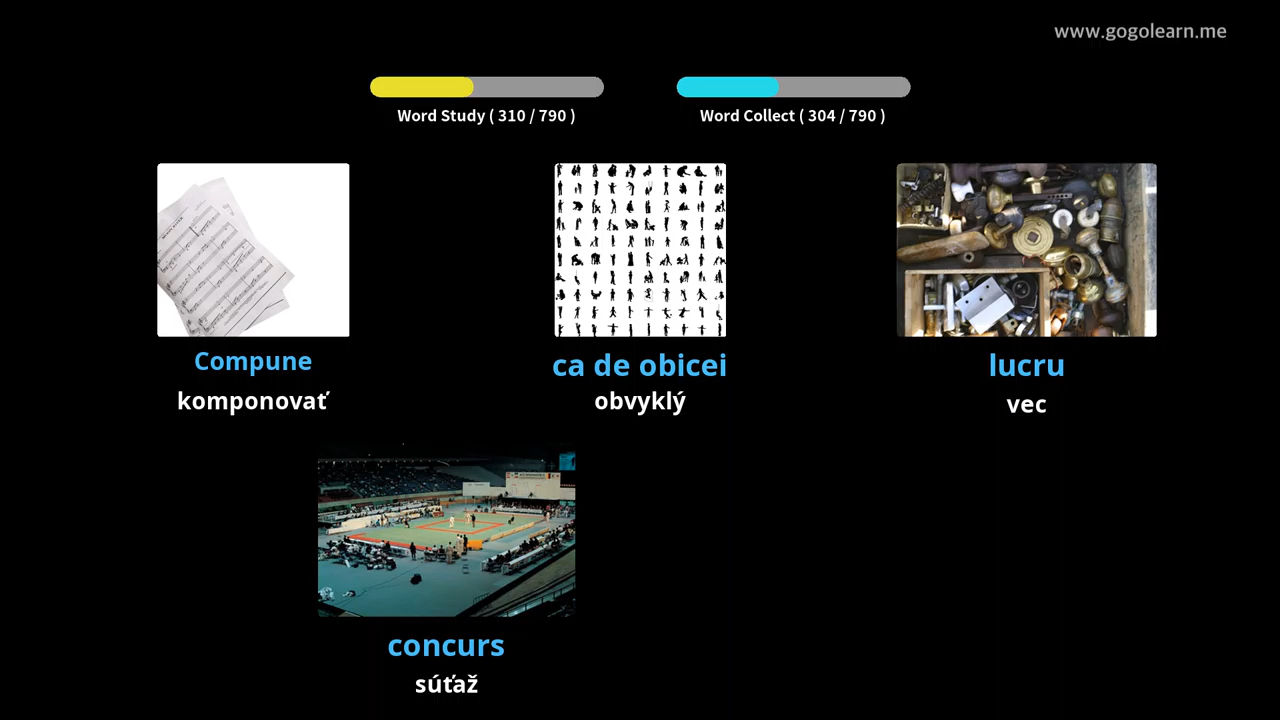 www.gogolearn.me
Word Study ( 310 / 790 )
Word Collect ( 304 / 790 )
Compune
komponovať
ca de obicei
obvyklý
lucru
vec
concurs
súťaž